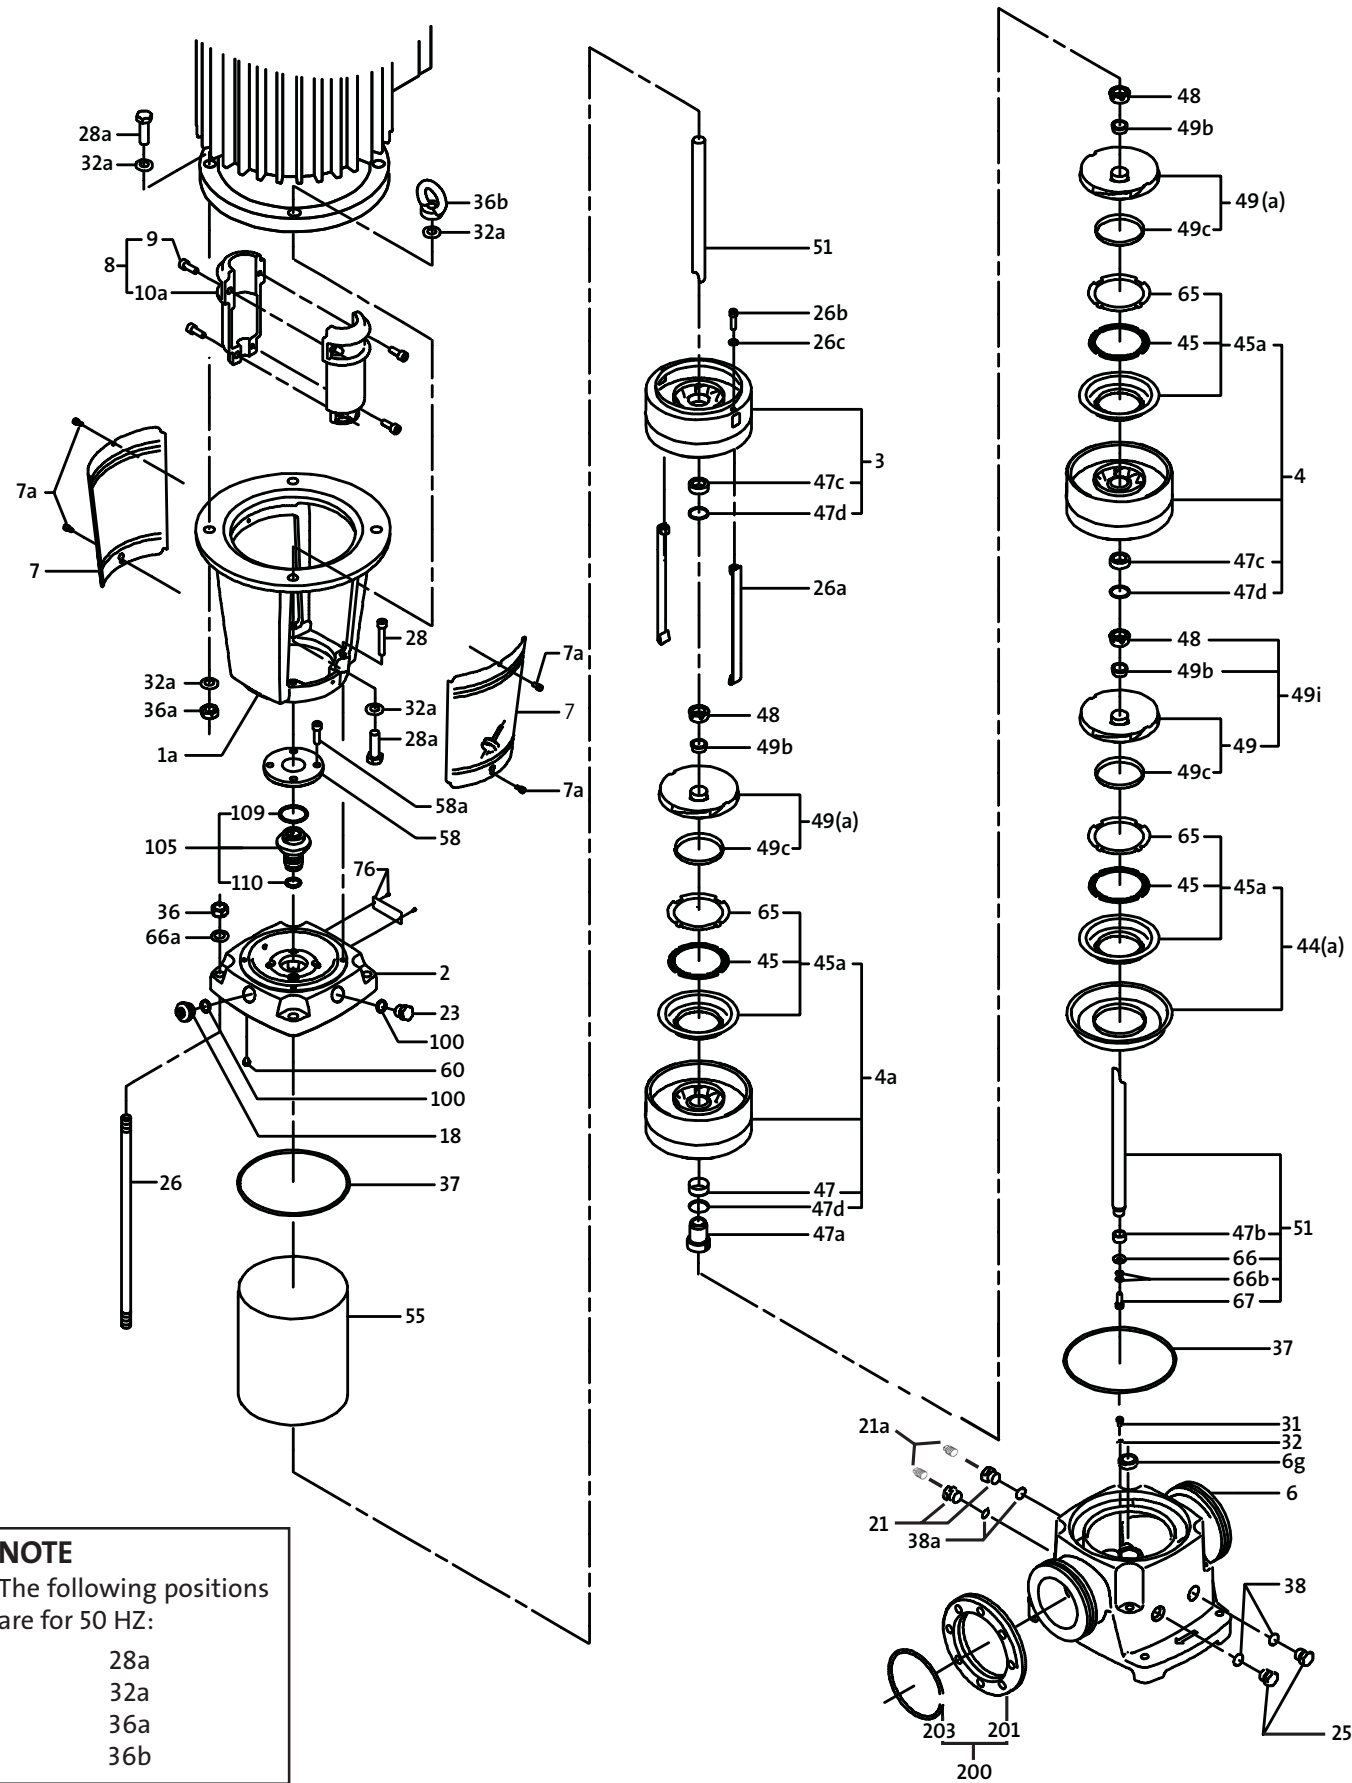 28a
32a
36b
32a
9
8
10a
7a
7
28
7a
32a
36a
32a
7
1a
28a
58a
7a
109
58
105
110
76
36
66a
2
23
100
60
100
18
26
37
55
51
26b
26c
3
47c
47d
26a
48
49b
49(a)
49c
65
45
45a
4a
47
47d
47a
48
49b
49(a)
49c
65
45
45a
4
47c
47d
48
49b
49i
49
49c
65
45
45a
44(a)
47b
51
66
66b
67
37
21a
31
32
6g
6
21
38a
38
25
203
201
200
NOTE
The following positions
are for 50 HZ:
28a
32a
36a
36b